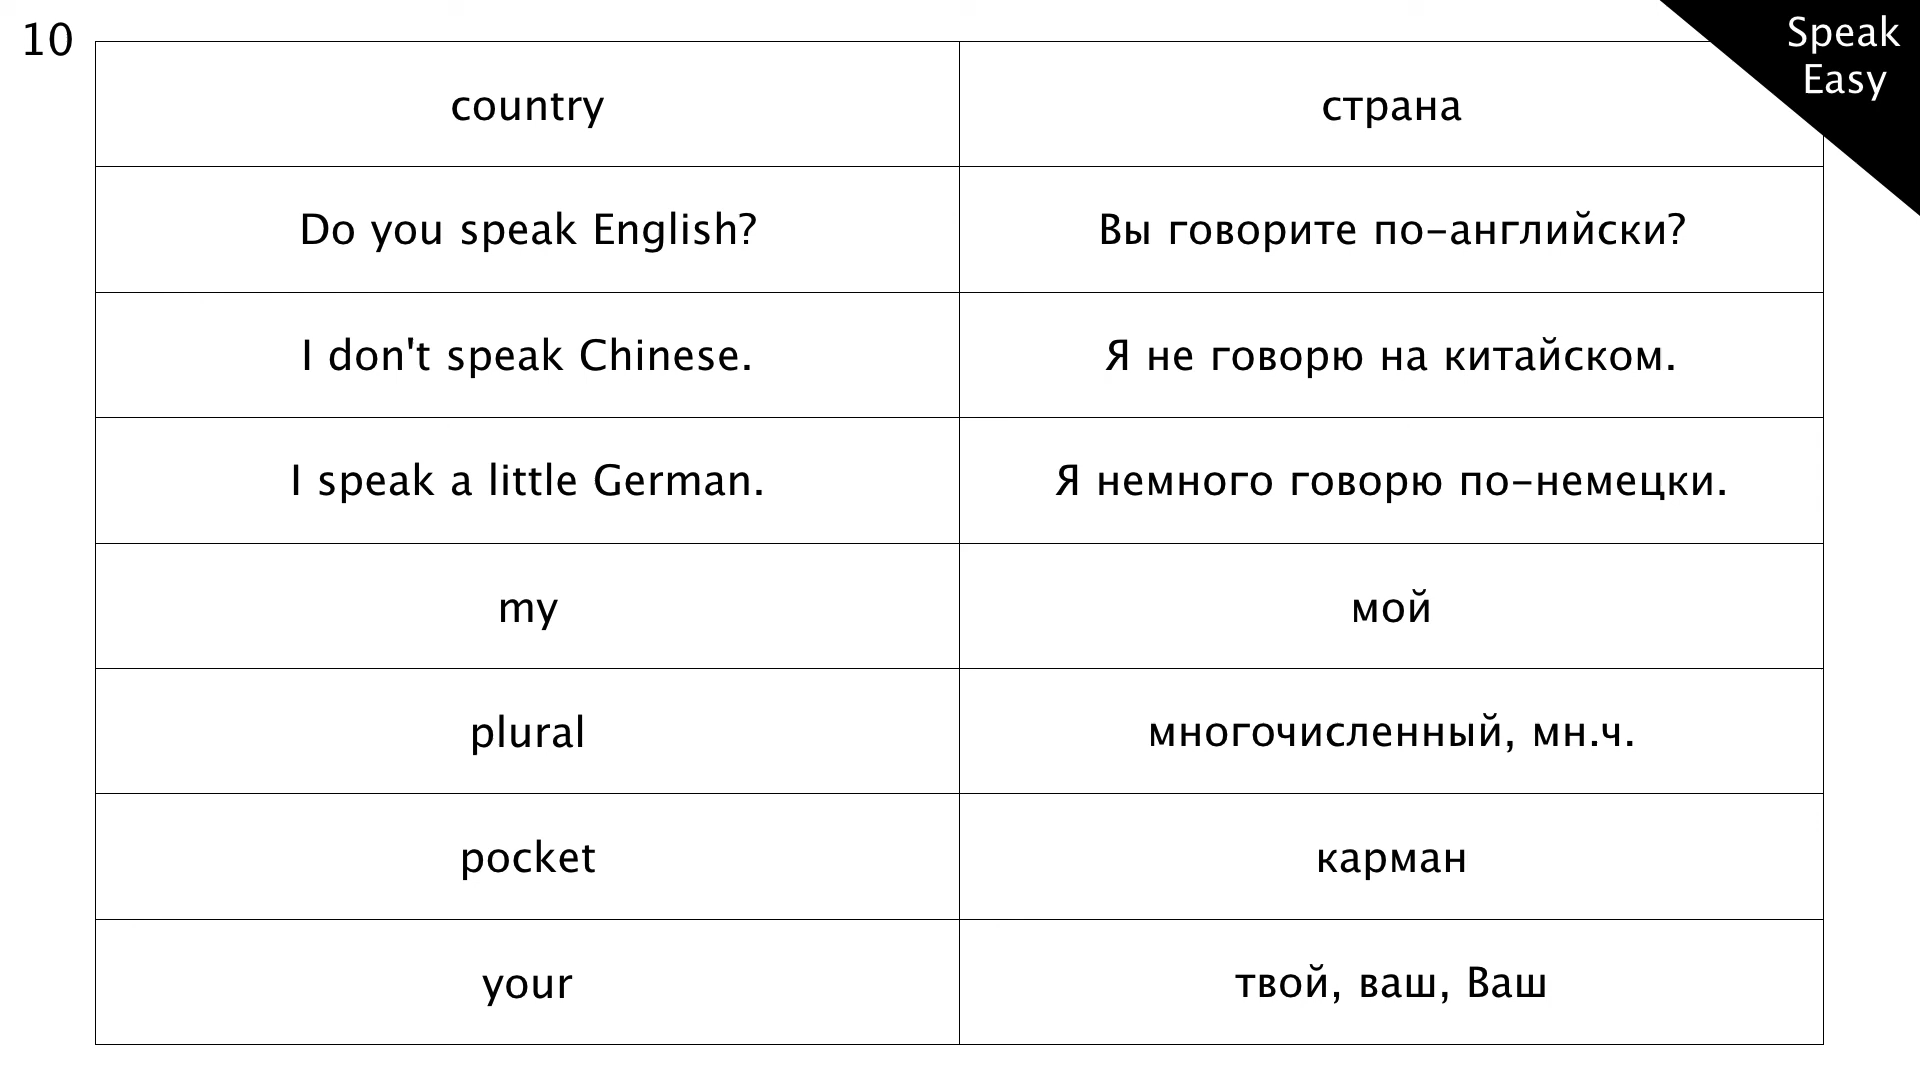 10
Speak
Easy
country
страна
Do you speak English?
Вы говорите по-английски?
I don't speak Chinese.
Я не говорю на китайском.
I speak a little German.
Я немного говорю по-немецки.
my
мой
plural
многочисленный, мн.ч.
pocket
карман
your
твой, ваш, Ваш